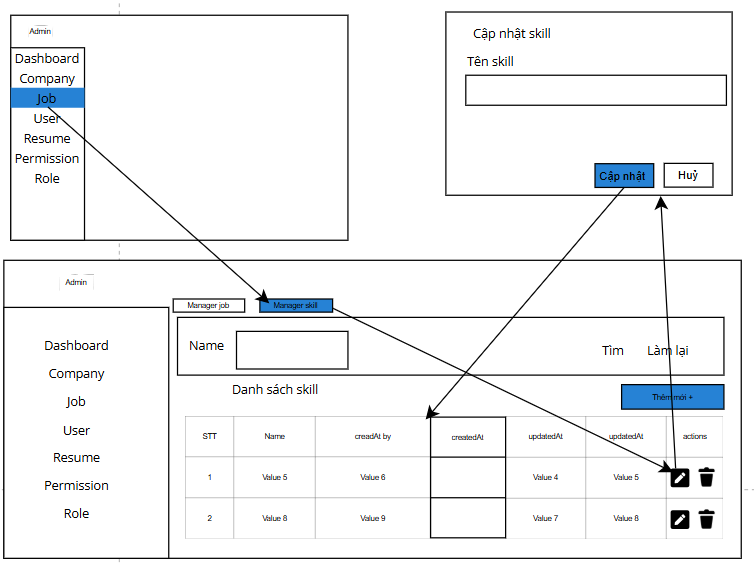 Admin
Dashboard
Company
Job
User
Resume
Permission
Role
Cập nhật skill
Tên skill
Cập nhật
Huỷ
Admin
Dashboard
Company
Job
User
Resume
Permission
Role
Manager job
Manager skill
Name
Tìm
Làm lại
Danh sách skill
Thêm mới +
STT Name creadAt by createdAt updatedAt updatedAt actions
1 Value 5 Value 6 Value 4 Value 5
2 Value 8 Value 9 Value 7 Value 8